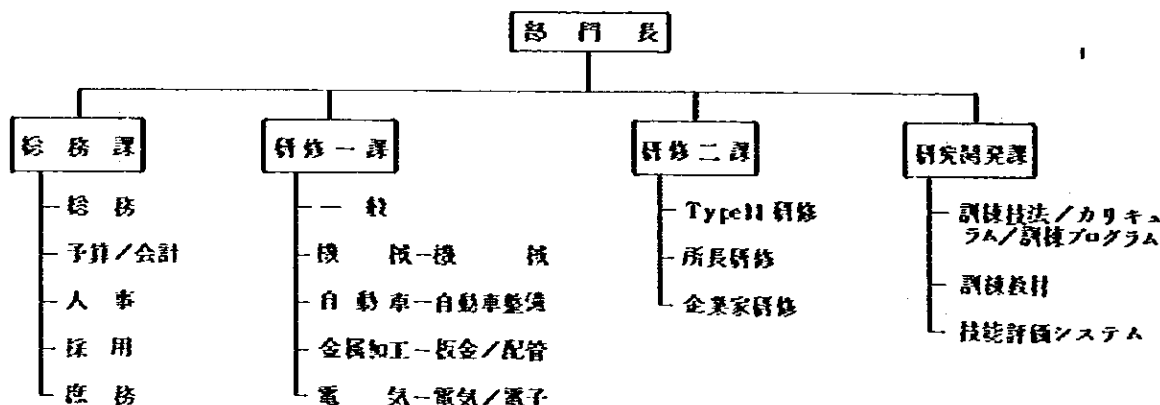 部門長
総務課
総務
予算／会計
人事
採用
庶務
研修一課
一般
機械－機械
自動車－自動車整備
金属加工－板金／配管
電気－電気／電子
研修二課
TypeⅡ研修
所長研修
企業家研修
研究開発課
訓練技法／カリキュ
ラム／訓練プログラム
訓練教材
技能評価システム